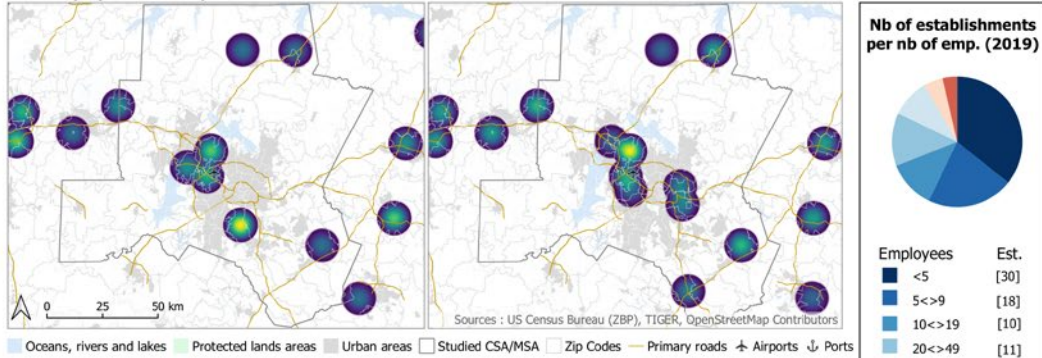 Nb of establishments
per nb of emp. (2019)
Employees Est.
<5 [30]
5<>9 [18]
10<>19 [10]
20<>49 [11]
0 25 50 km
Sources : US Census Bureau (ZBP), TIGER, OpenStreetMap Contributors
Oceans, rivers and lakes Protected lands areas Urban areas Studied CSA/MSA Zip Codes Primary roads Airports Ports